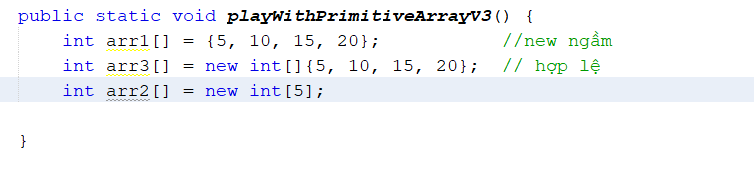 public static void playWithPrimitiveArrayV3() {
    int arr1[] = {5, 10, 15, 20};          //new ngầm
    int arr3[] = new int[]{5, 10, 15, 20};  // hợp lệ
    int arr2[] = new int[5];
}